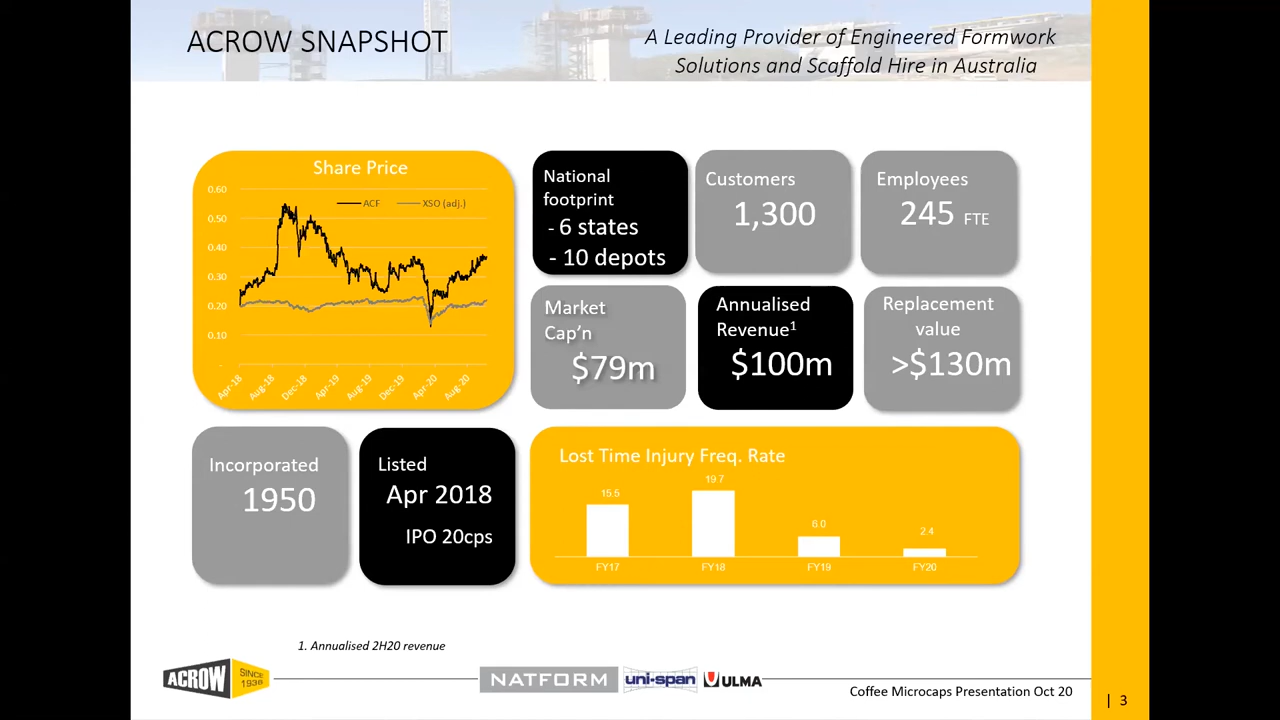 ACROW SNAPSHOT
A Leading Provider of Engineered Formwork
Solutions and Scaffold Hire in Australia
Share Price
0.60
0.50
0.40
0.30
0.20
0.10
-
ACF
XSO (adj.)
Apr-18
Aug-18
Dec-18
Apr-19
Aug-19
Dec-19
Apr-20
Aug-20
National
footprint
- 6 states
- 10 depots
Customers
1,300
Employees
245 FTE
Market
Cap’n
$79m
Annualised
Revenue1
$100m
Replacement
value
>$130m
Incorporated
1950
Listed
Apr 2018
IPO 20cps
Lost Time Injury Freq. Rate
15.5
19.7
6.0
2.4
FY17
FY18
FY19
FY20
1. Annualised 2H20 revenue
ACROW
SINCE
1936
NATFORM
uni-span
ULMA
Coffee Microcaps Presentation Oct 20
| 3